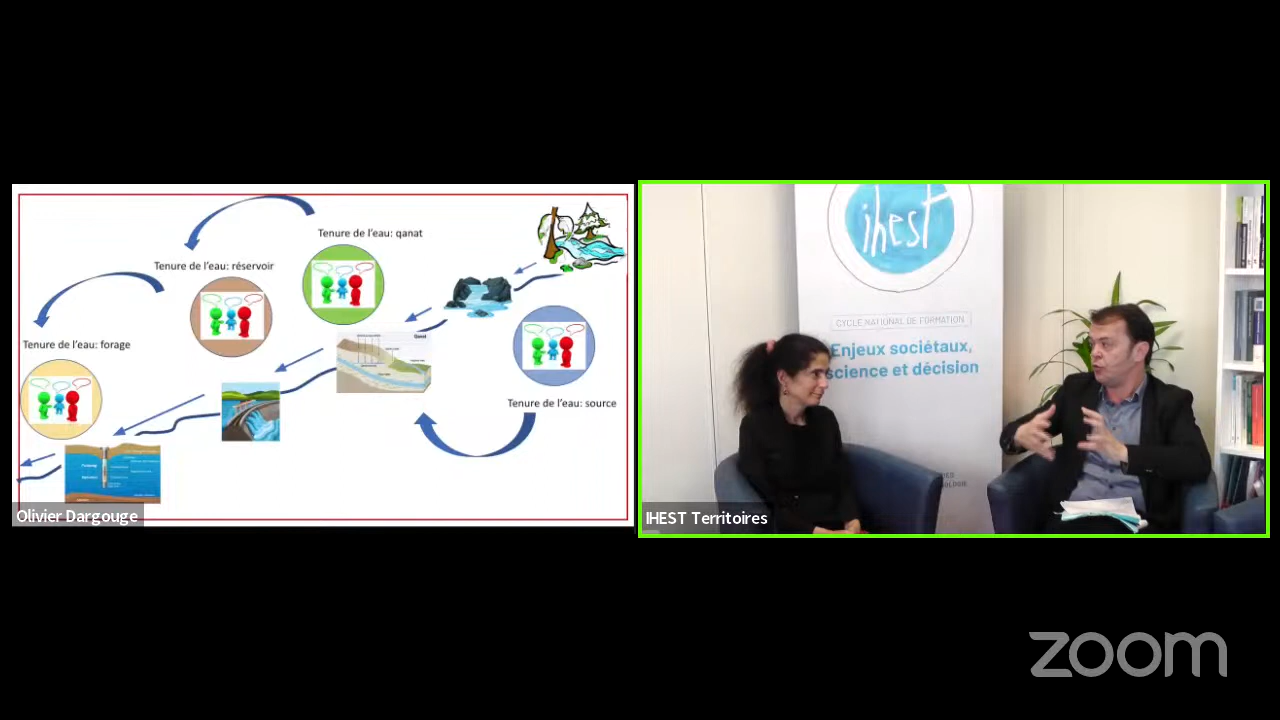 Tenure de l'eau: qanat
Tenure de l'eau: réservoir
Tenure de l'eau: forage
Qanat
Tenure de l'eau: source
Olivier Dargouge
ihest
CYCLE NATIONAL DE FORMATION
Enjeux sociétaux,
science et décision
IHEST Territoires
zoom